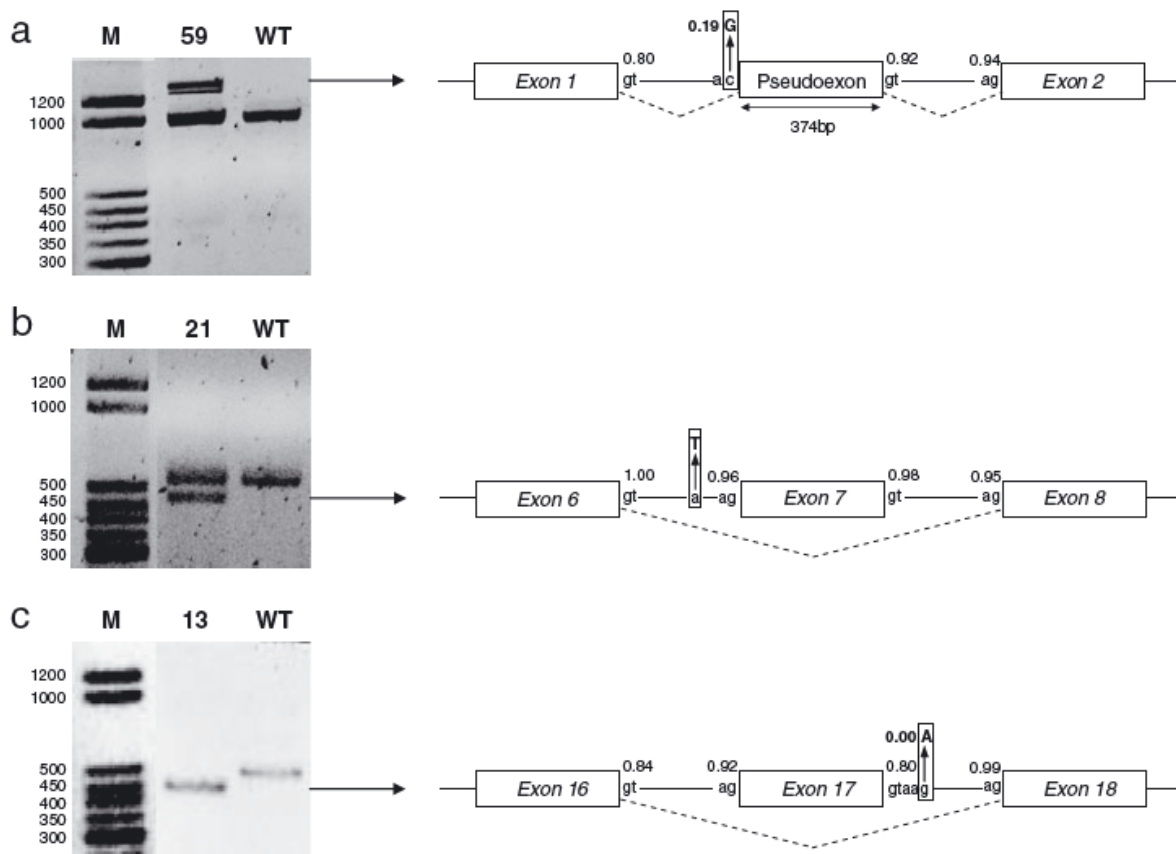 a
M 59 WT
1200
1000
500
450
400
350
300
0.19 G
0.80 0.92 0.94
Exon 1 gt ac Pseudoexon gt ag Exon 2
374bp
b
M 21 WT
1200
1000
500
450
400
350
300
T
1.00 0.96 0.98 0.95
Exon 6 gt a ag Exon 7 gt ag Exon 8
c
M 13 WT
1200
1000
500
450
400
350
300
0.00 A
0.84 0.92 0.80 0.99
Exon 16 gt ag Exon 17 gtaag ag Exon 18